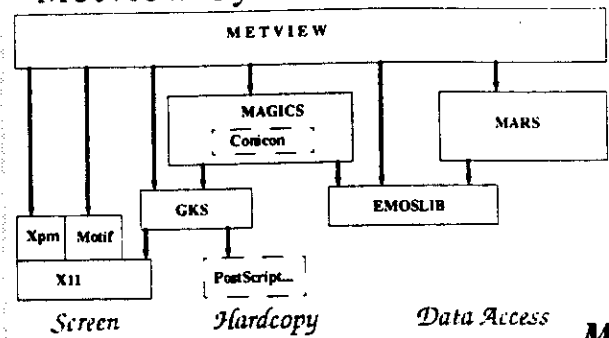 METVIEW
MAGICS
Conicon
MARS
GKS
EMOSLIB
Xpm
Motif
X11
PostScript...
Screen
Hardcopy
Data Access